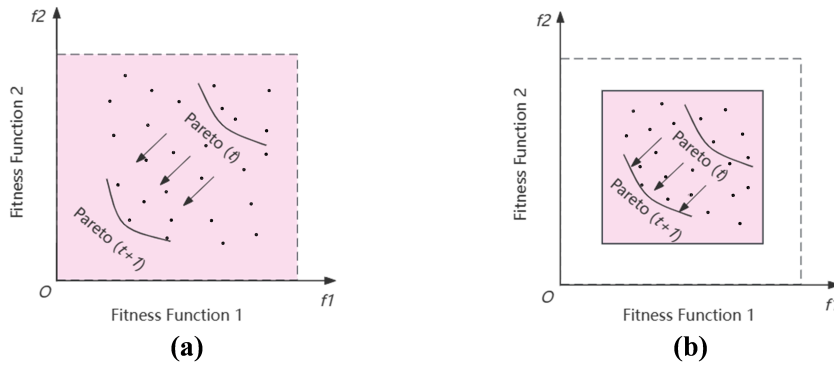 f2
Fitness Function 2
Pareto (t)
Pareto (t+1)
O
f1
Fitness Function 1
(a)
f2
Fitness Function 2
Pareto (t)
Pareto (t+1)
O
Fitness Function 1
(b)